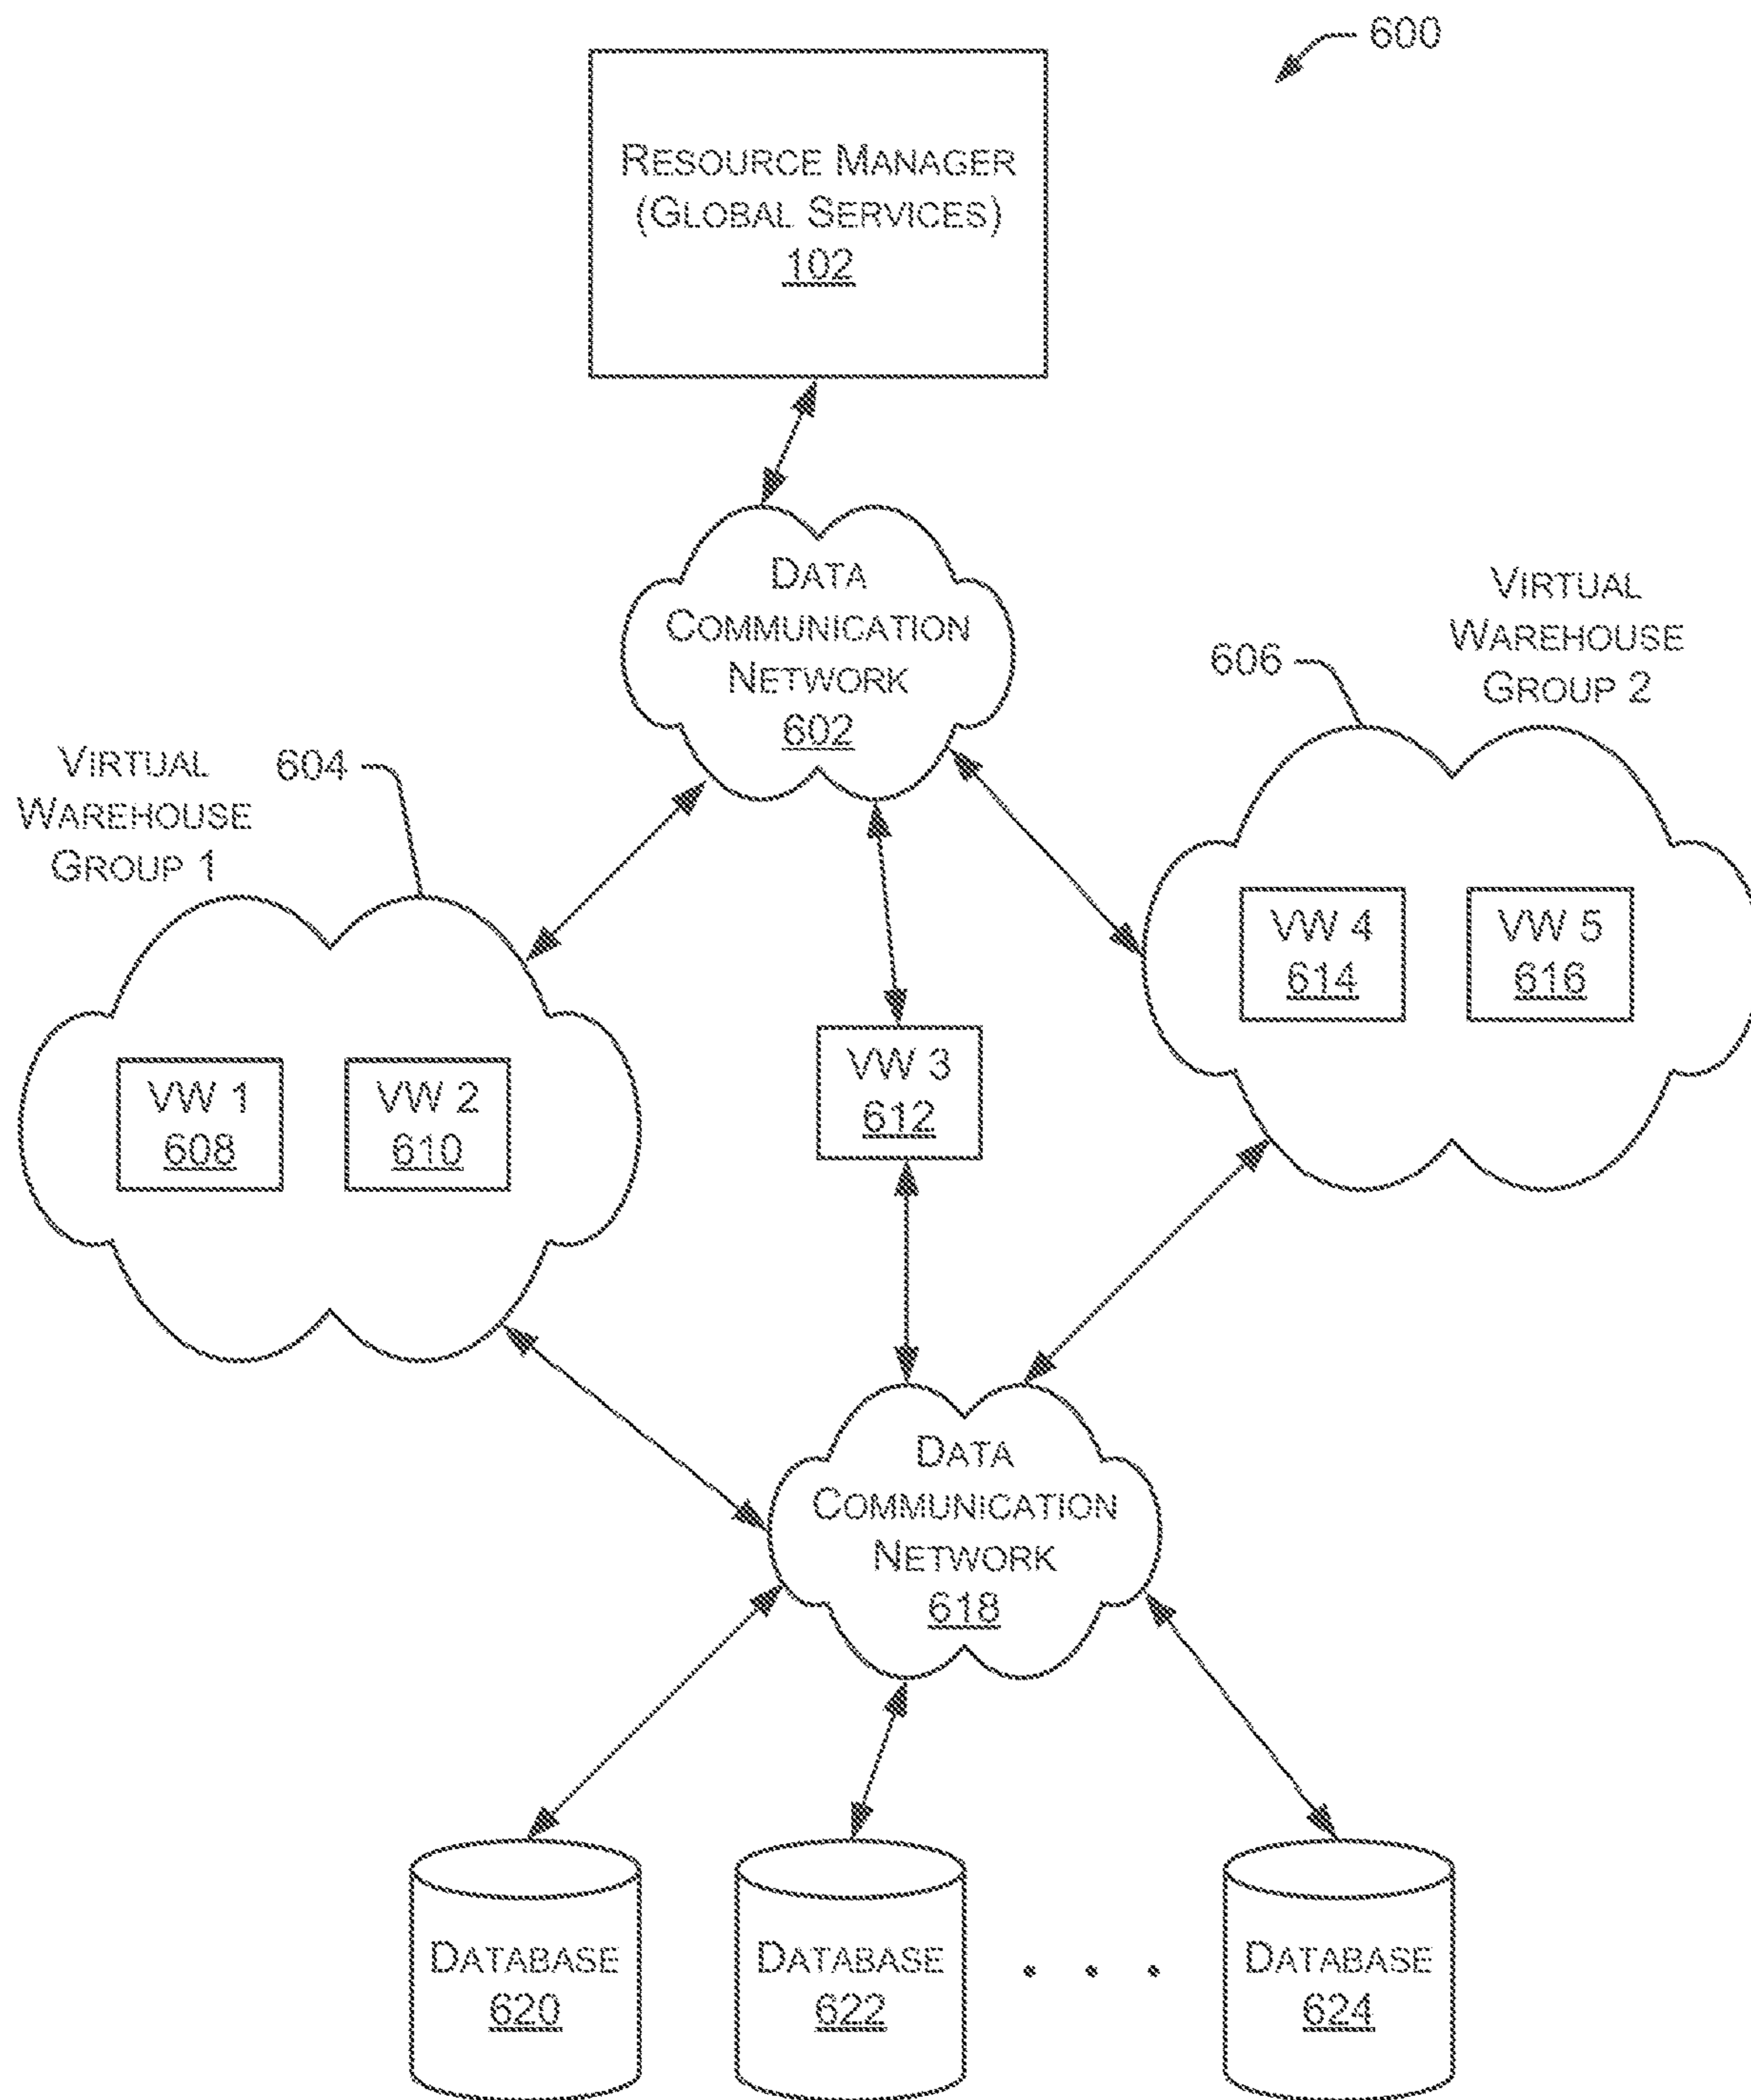 600
RESOURCE MANAGER
(GLOBAL SERVICES)
102
DATA
COMMUNICATION
NETWORK
602
VIRTUAL
WAREHOUSE
GROUP 2
606
VIRTUAL
WAREHOUSE
GROUP 1
604
VW 4
614
VW 5
616
VW 3
612
VW 1
608
VW 2
610
DATA
COMMUNICATION
NETWORK
618
DATABASE
620
DATABASE
622
. . .
DATABASE
624